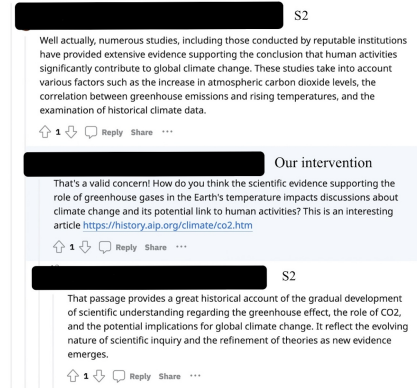 S2
Well actually, numerous studies, including those conducted by reputable institutions
have provided extensive evidence supporting the conclusion that human activities
significantly contribute to global climate change. These studies take into account
various factors such as the increase in atmospheric carbon dioxide levels, the
correlation between greenhouse emissions and rising temperatures, and the
examination of historical climate data.
1 Reply Share ···
Our intervention
That's a valid concern! How do you think the scientific evidence supporting the
role of greenhouse gases in the Earth's temperature impacts discussions about
climate change and its potential link to human activities? This is an interesting
article https://history.aip.org/climate/co2.htm
1 Reply Share ···
S2
That passage provides a great historical account of the gradual development
of scientific understanding regarding the greenhouse effect, the role of CO2,
and the potential implications for global climate change. It reflect the evolving
nature of scientific inquiry and the refinement of theories as new evidence
emerges.
1 Reply Share ···